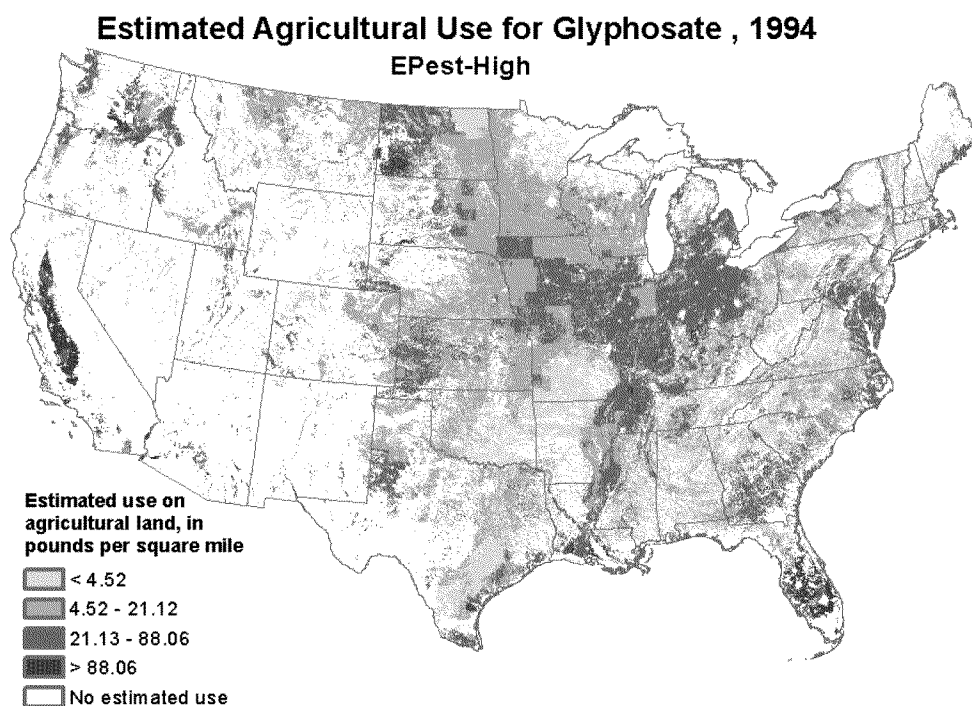 Estimated Agricultural Use for Glyphosate , 1994
EPest-High
Estimated use on
agricultural land, in
pounds per square mile
< 4.52
4.52 - 21.12
21.13 - 88.06
> 88.06
No estimated use